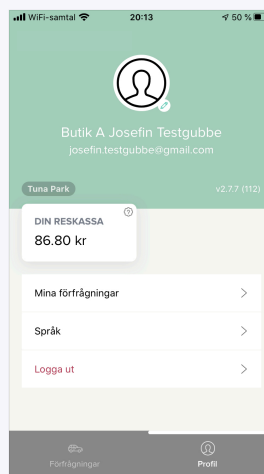 WiFi-samtal 20:13 50 %
Butik A Josefin Testgubbe
josefin.testgubbe@gmail.com
Tuna Park v2.7.7 (112)
DIN RESKASSA ?
86.80 kr
Mina förfrågningar
Språk
Logga ut
Förfrågningar Profil